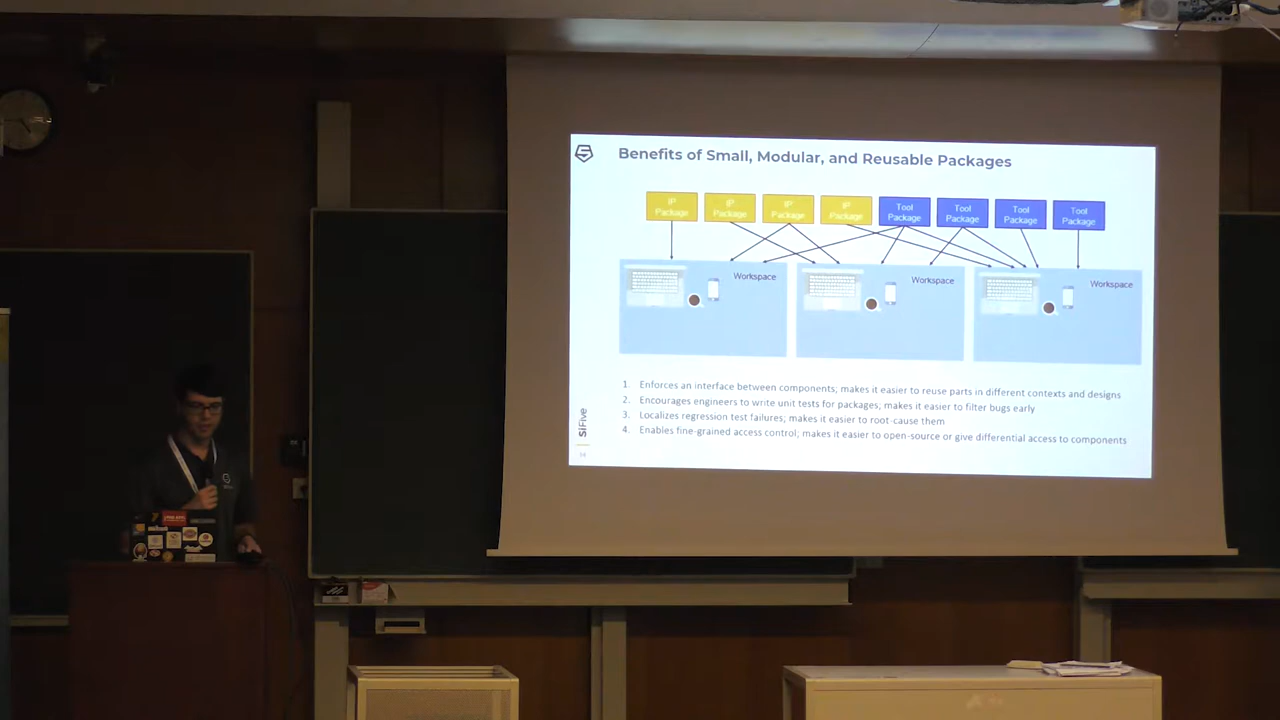 Benefits of Small, Modular, and Reusable Packages
IP Package
IP Package
IP Package
IP Package
Tool Package
Tool Package
Tool Package
Tool Package
Workspace
Workspace
Workspace
1. Enforces an interface between components; makes it easier to reuse parts in different contexts and designs
2. Encourages engineers to write unit tests for packages; makes it easier to filter bugs early
3. Localizes regression test failures; makes it easier to root-cause them
4. Enables fine-grained access control; makes it easier to open-source or give differential access to components
SiFive